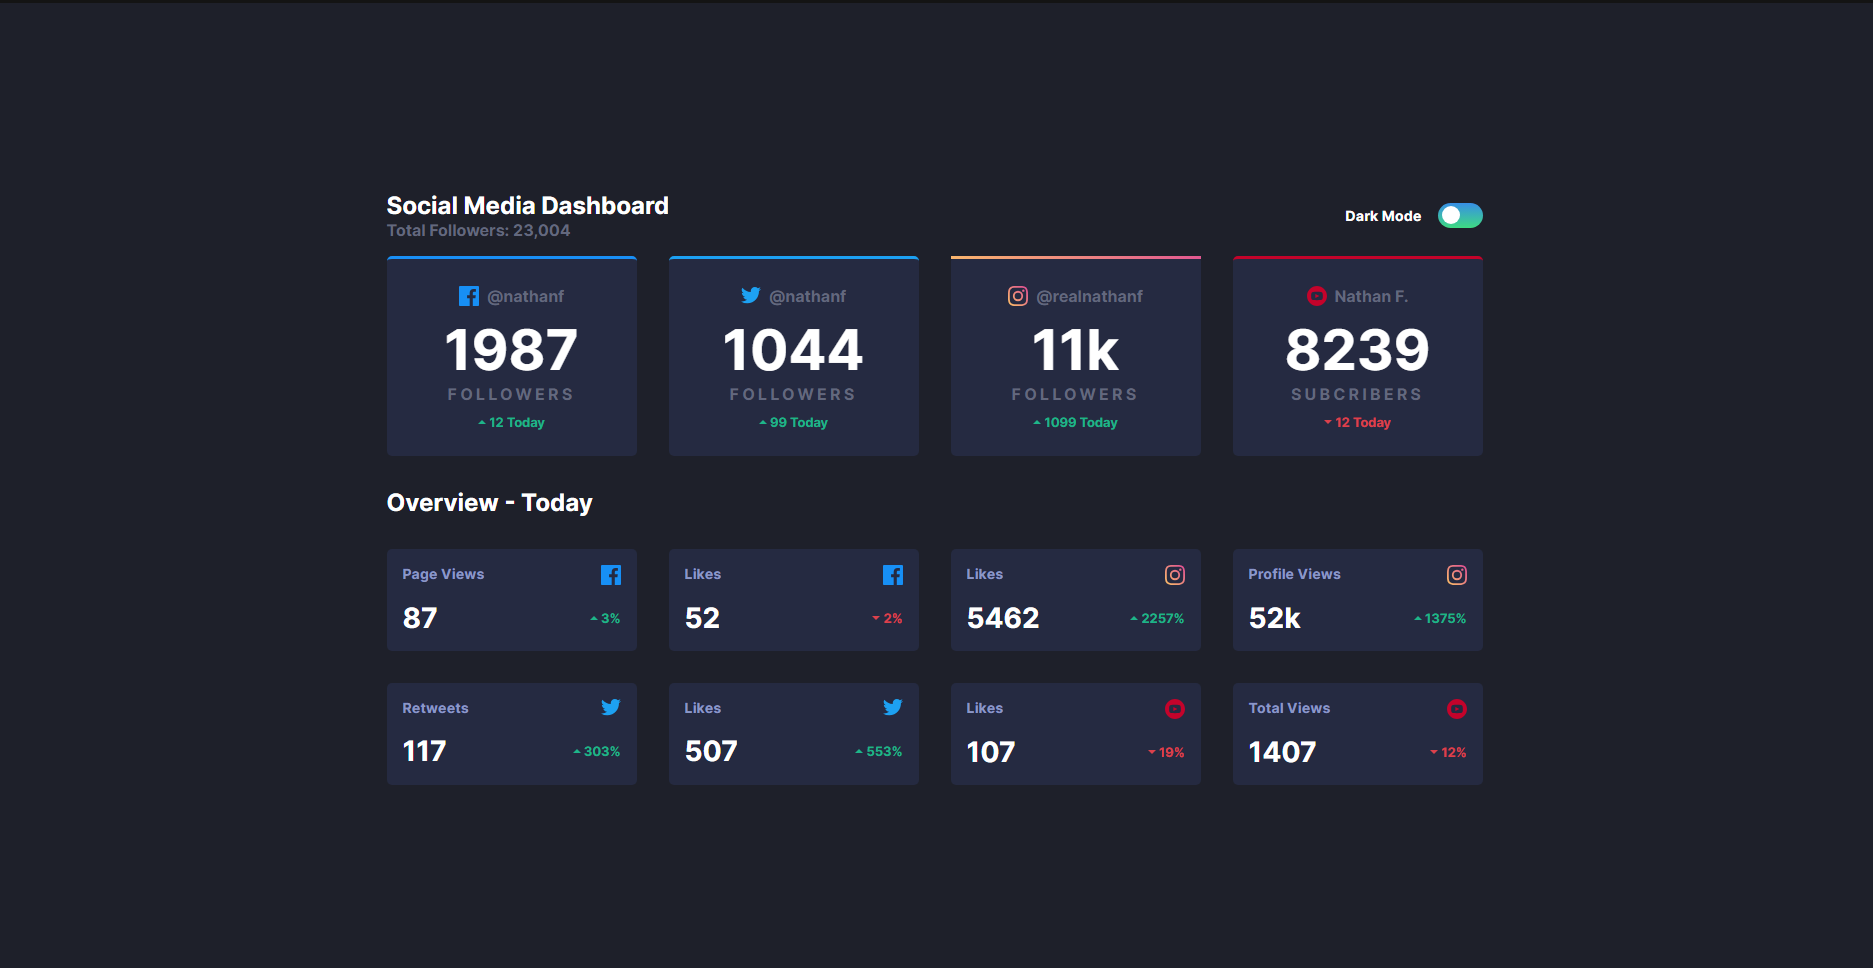 Social Media Dashboard
Total Followers: 23,004
Dark Mode
@nathanf
1987
FOLLOWERS
12 Today
@nathanf
1044
FOLLOWERS
99 Today
@realnathanf
11k
FOLLOWERS
1099 Today
Nathan F.
8239
SUBCRIBERS
12 Today
Overview - Today
Page Views
87
3%
Likes
52
2%
Likes
5462
2257%
Profile Views
52k
1375%
Retweets
117
303%
Likes
507
553%
Likes
107
19%
Total Views
1407
12%